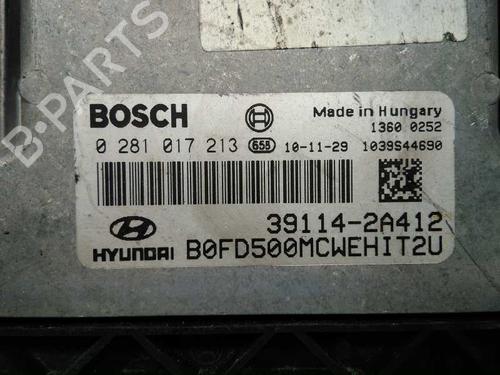 B-PARTS
BOSCH
Made in Hungary
1360 0252
0 281 017 213 G58 10-11-29 1039S44690
39114-2A412
HYUNDAI B0FD500MCWEHIT2U